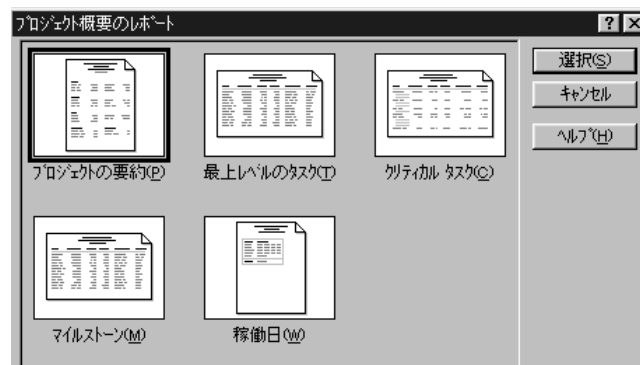 プロジェクト概要のレポート
選択(S)
キャンセル
ヘルプ(H)
プロジェクトの要約(P)
最上レベルのタスク(T)
クリティカル タスク(C)
マイルストーン(M)
稼働日(W)